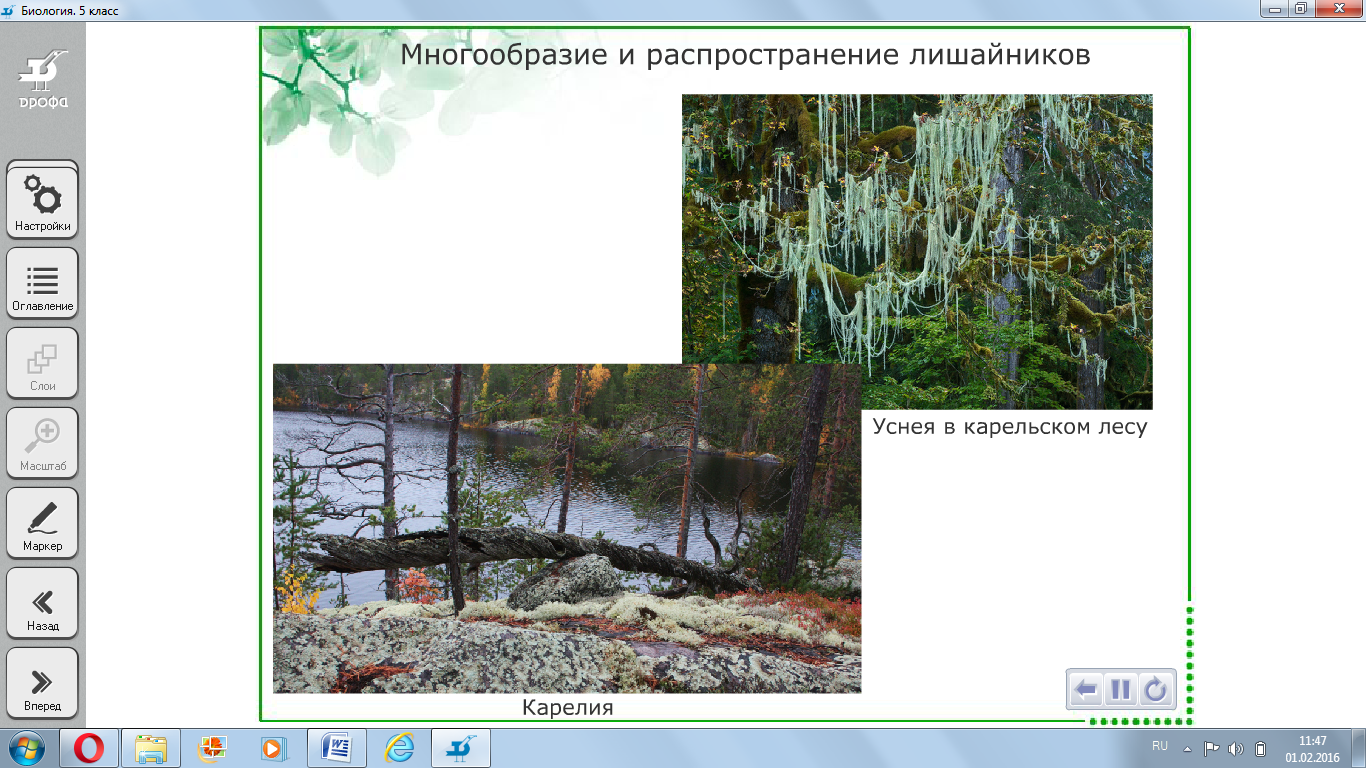 Биология. 5 класс
дрофа
Настройки
Оглавление
Слои
Масштаб
Маркер
Назад
Вперед
Многообразие и распространение лишайников
Уснея в карельском лесу
Карелия
RU
11:47
01.02.2016